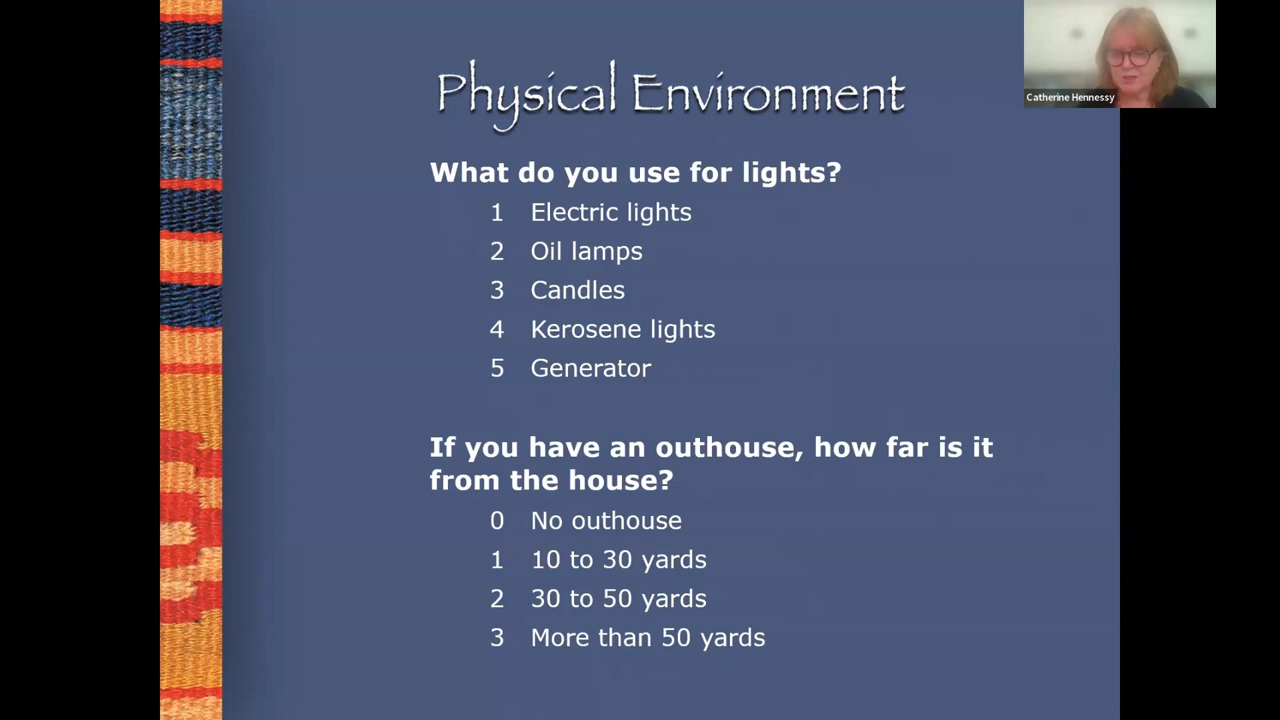 Physical Environment
Catherine Hennessy
What do you use for lights?
1 Electric lights
2 Oil lamps
3 Candles
4 Kerosene lights
5 Generator
If you have an outhouse, how far is it
from the house?
0 No outhouse
1 10 to 30 yards
2 30 to 50 yards
3 More than 50 yards